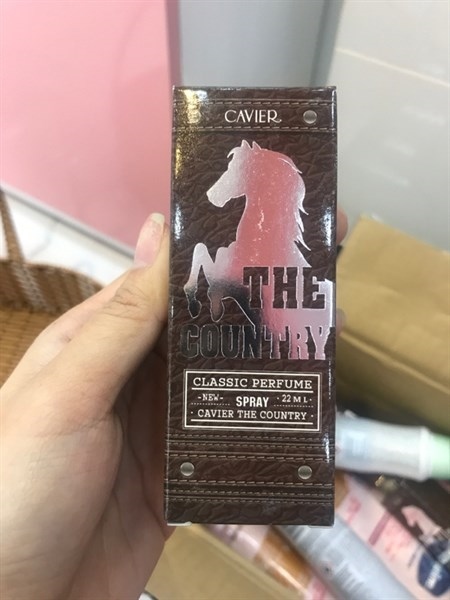 CAVIER
THE
COUNTRY
CLASSIC PERFUME
-NEW- SPRAY · 22 ML ·
· CAVIER THE COUNTRY ·